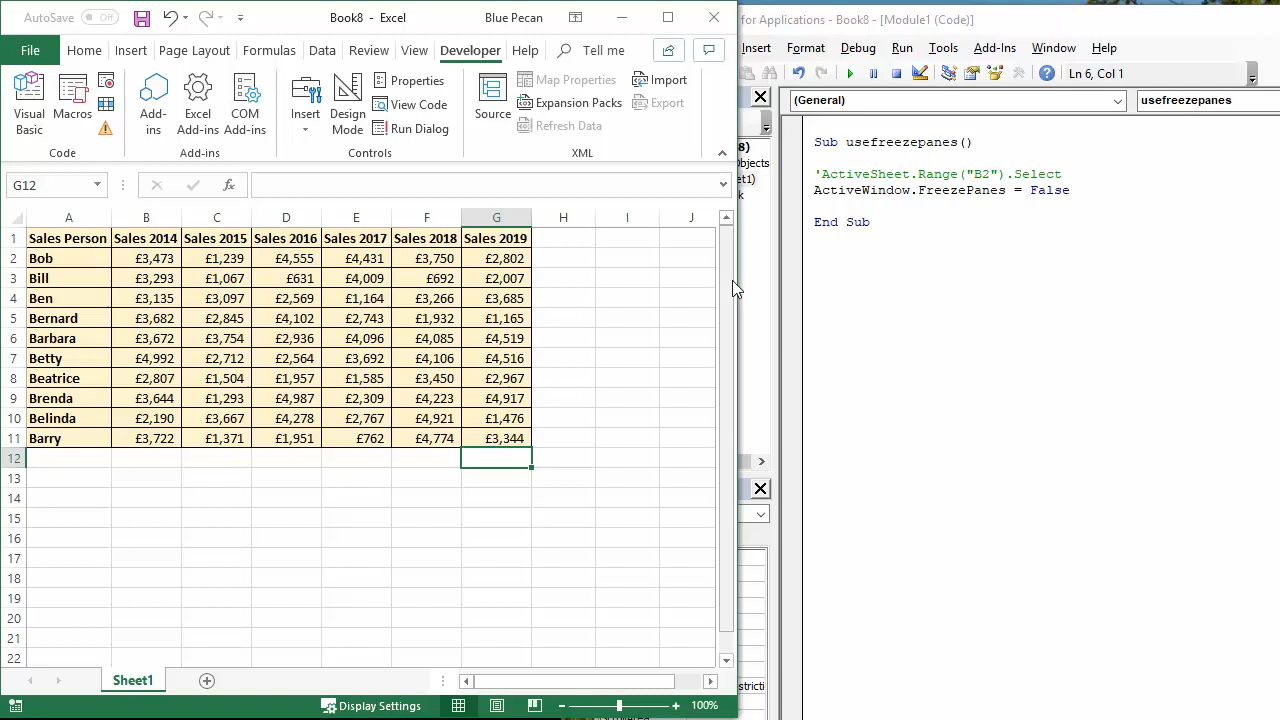 AutoSave Off Book8 - Excel Blue Pecan
File Home Insert Page Layout Formulas Data Review View Developer Help Tell me
Visual Basic
Macros
Code
Add-ins
Excel Add-ins
COM Add-ins
Add-ins
Insert
Design Mode
Properties
View Code
Run Dialog
Controls
Source
Map Properties
Expansion Packs
Refresh Data
Import
Export
XML
G12
A B C D E F G H I J
1 Sales Person Sales 2014 Sales 2015 Sales 2016 Sales 2017 Sales 2018 Sales 2019
2 Bob £3,473 £1,239 £4,555 £4,431 £3,750 £2,802
3 Bill £3,293 £1,067 £631 £4,009 £692 £2,007
4 Ben £3,135 £3,097 £2,569 £1,164 £3,266 £3,685
5 Bernard £3,682 £2,845 £4,102 £2,743 £1,932 £1,165
6 Barbara £3,672 £3,754 £2,936 £4,096 £4,085 £4,519
7 Betty £4,992 £2,712 £2,564 £3,692 £4,106 £4,516
8 Beatrice £2,807 £1,504 £1,957 £1,585 £3,450 £2,967
9 Brenda £3,644 £1,293 £4,987 £2,309 £4,223 £4,917
10 Belinda £2,190 £3,667 £4,278 £2,767 £4,921 £1,476
11 Barry £3,722 £1,371 £1,951 £762 £4,774 £3,344
12
13
14
15
16
17
18
19
20
21
22
Sheet1
Display Settings 100%
for Applications - Book8 - [Module1 (Code)]
Insert Format Debug Run Tools Add-Ins Window Help
Ln 6, Col 1
(General) usefreezepanes
8)
Objects
et1)
k
stricti
Sub usefreezepanes()
'ActiveSheet.Range("B2").Select
ActiveWindow.FreezePanes = False
End Sub